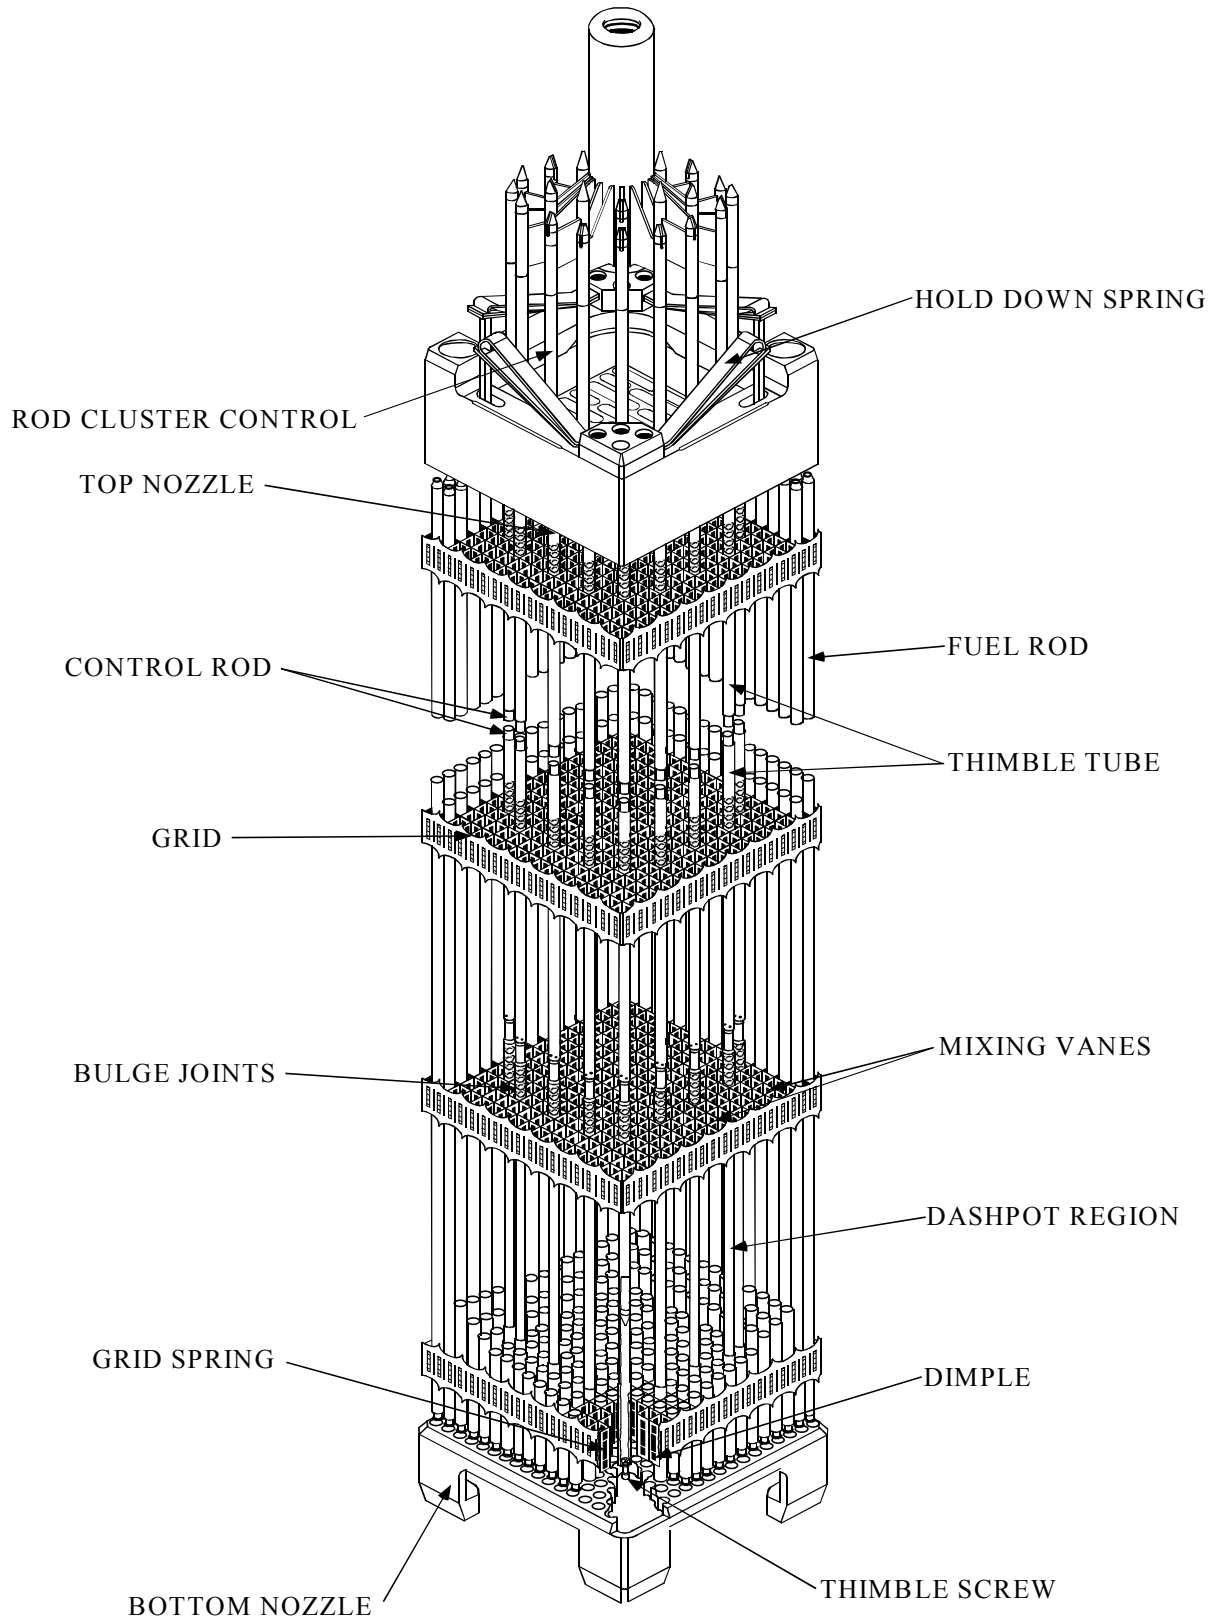 HOLD DOWN SPRING
ROD CLUSTER CONTROL
TOP NOZZLE
FUEL ROD
CONTROL ROD
THIMBLE TUBE
GRID
MIXING VANES
BULGE JOINTS
DASHPOT REGION
GRID SPRING
DIMPLE
THIMBLE SCREW
BOTTOM NOZZLE